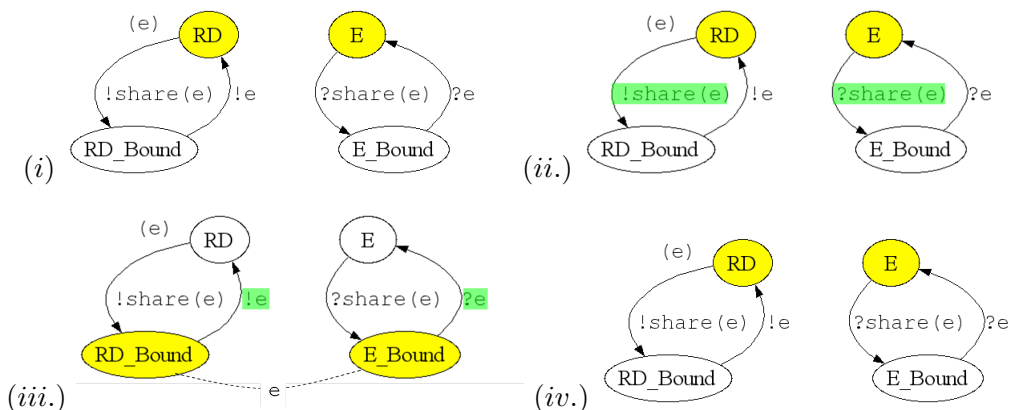 (e)
RD
E
!share(e)
!e
?share(e)
?e
RD_Bound
E_Bound
(i)
(e)
RD
E
!share(e)
!e
?share(e)
?e
RD_Bound
E_Bound
(ii.)
(e)
RD
E
!share(e)
!e
?share(e)
?e
RD_Bound
E_Bound
e
(iii.)
(e)
RD
E
!share(e)
!e
?share(e)
?e
RD_Bound
E_Bound
(iv.)